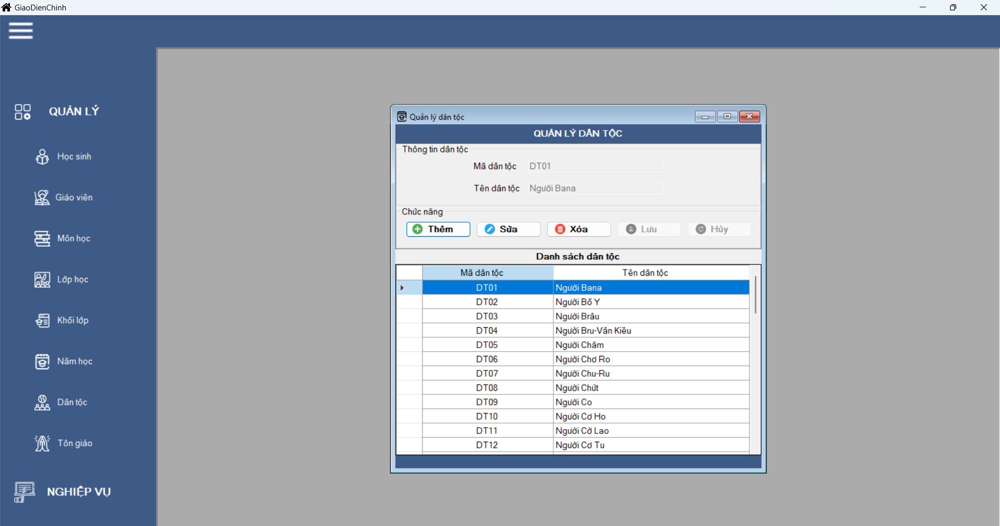 GiaoDienChinh
QUẢN LÝ
Học sinh
Giáo viên
Môn học
Lớp học
Khối lớp
Năm học
Dân tộc
Tôn giáo
NGHIỆP VỤ
Quản lý dân tộc
QUẢN LÝ DÂN TỘC
Thông tin dân tộc
Mã dân tộc DT01
Tên dân tộc Người Bana
Chức năng
Thêm Sửa Xóa Lưu Hủy
Danh sách dân tộc
Mã dân tộc Tên dân tộc
DT01 Người Bana
DT02 Người Bố Y
DT03 Người Brâu
DT04 Người Bru-Vân Kiều
DT05 Người Chăm
DT06 Người Chơ Ro
DT07 Người Chu-Ru
DT08 Người Chứt
DT09 Người Co
DT10 Người Cơ Ho
DT11 Người Cờ Lao
DT12 Người Cơ Tu